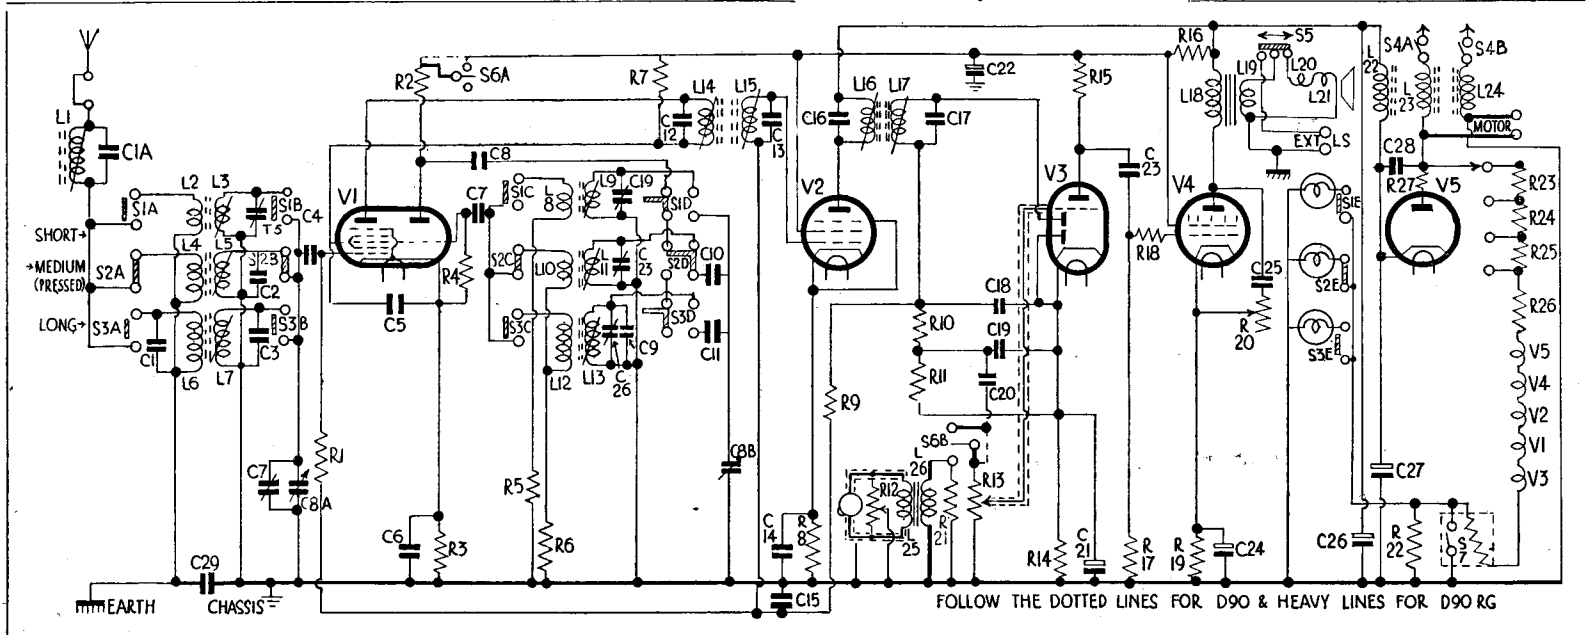 L1
C1A
S1A
SHORT→
S2A
→MEDIUM
(PRESSED)
LONG→
S3A
C1
L2
L3
L4
L5
L6
L7
S1B
T5
S2B
C2
S3B
C3
C4
C7
C8A
R1
C29
EARTH
CHASSIS
V1
R2
S6A
C8
C7
R4
C5
C6
R3
R5
R6
S1C
S2C
S3C
L8
L9
C19
L10
L11
C23
L12
L13
C26
C9
S1D
S2D
S3D
C10
C11
C8B
R7
L14
L15
C12
C13
C14
R8
C15
V2
C16
L16
L17
C17
C22
R9
R10
R11
C18
C19
C20
S6B
R12
L25
L26
R21
R13
V3
R15
C23
R14
C21
R17
R18
V4
R16
L18
L19
S5
L20
L21
EXT LS
C25
R20
R19
C24
S1E
S2E
S3E
L22
S4A
L23
S4B
L24
MOTOR
C28
R27
V5
R23
R24
R25
R26
V5
V4
V2
V1
V3
C27
C26
R22
S7
FOLLOW THE DOTTED LINES FOR D90 & HEAVY LINES FOR D90RG